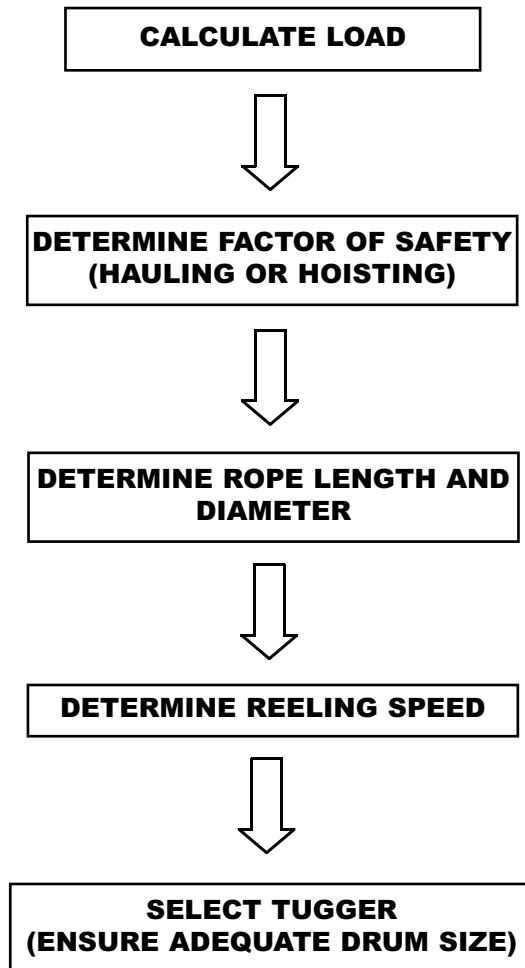 CALCULATE LOAD
DETERMINE FACTOR OF SAFETY
(HAULING OR HOISTING)
DETERMINE ROPE LENGTH AND
DIAMETER
DETERMINE REELING SPEED
SELECT TUGGER
(ENSURE ADEQUATE DRUM SIZE)